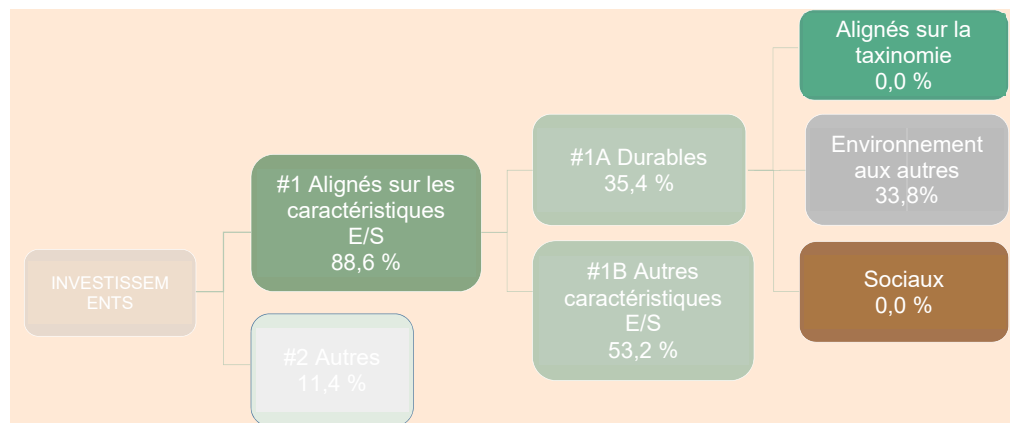 INVESTISSEM
ENTS
#1 Alignés sur les
caractéristiques
E/S
88,6 %
#2 Autres
11,4 %
#1A Durables
35,4 %
#1B Autres
caractéristiques
E/S
53,2 %
Alignés sur la
taxinomie
0,0 %
Environnement
aux autres
33,8%
Sociaux
0,0 %